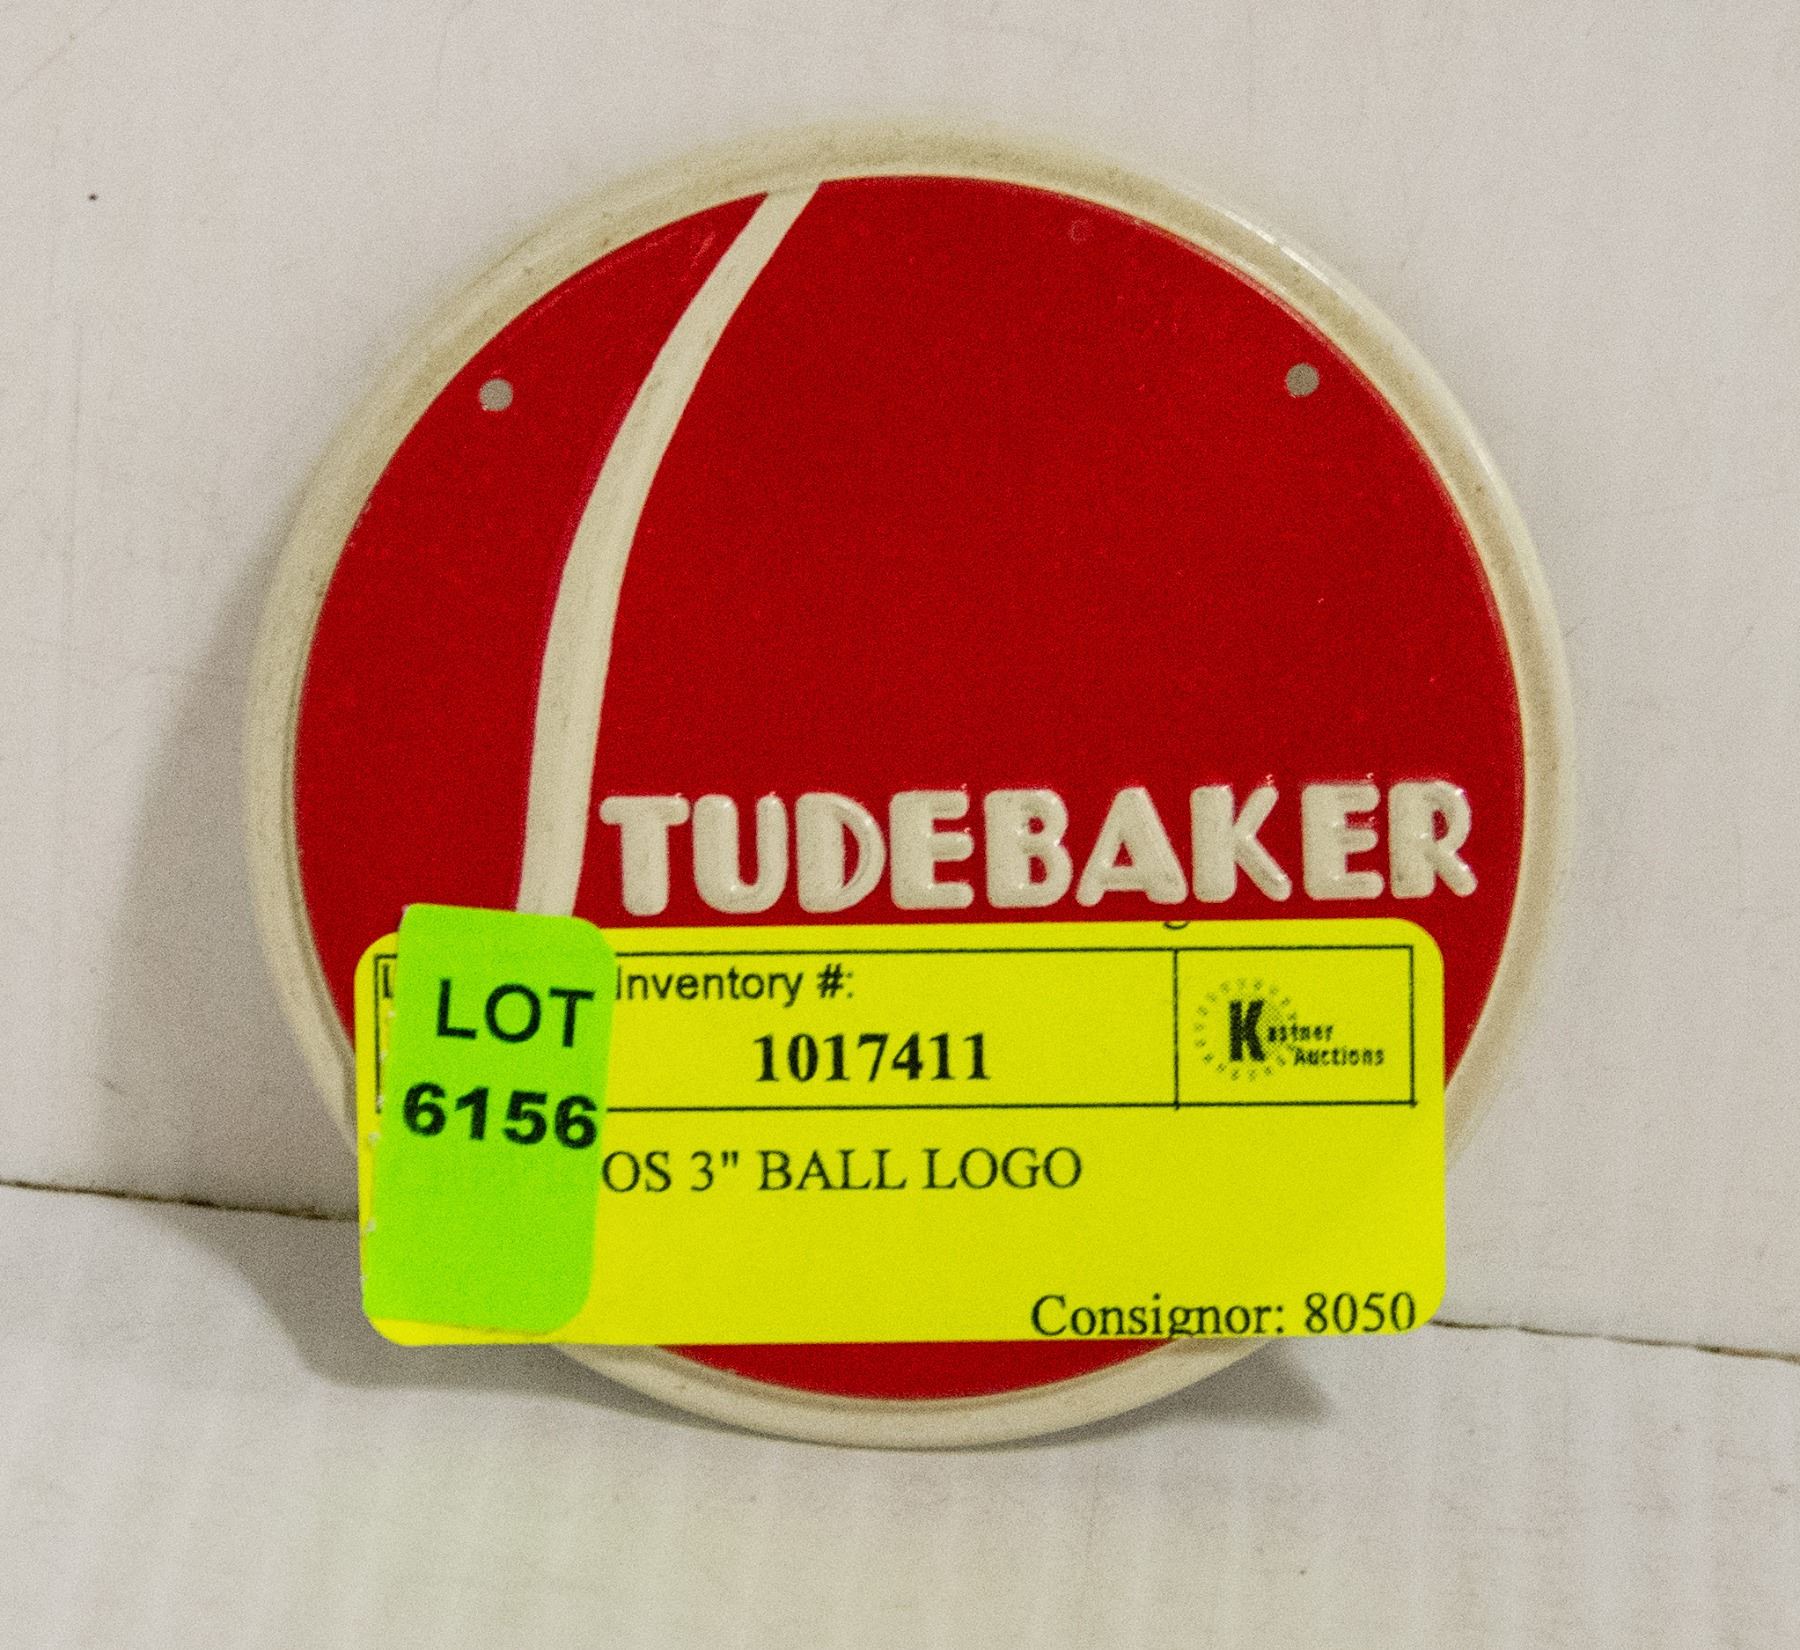 TUDEBAKER
LOT
6156
Inventory #:
1017411
Kastner
Auctions
OS 3" BALL LOGO
Consignor: 8050